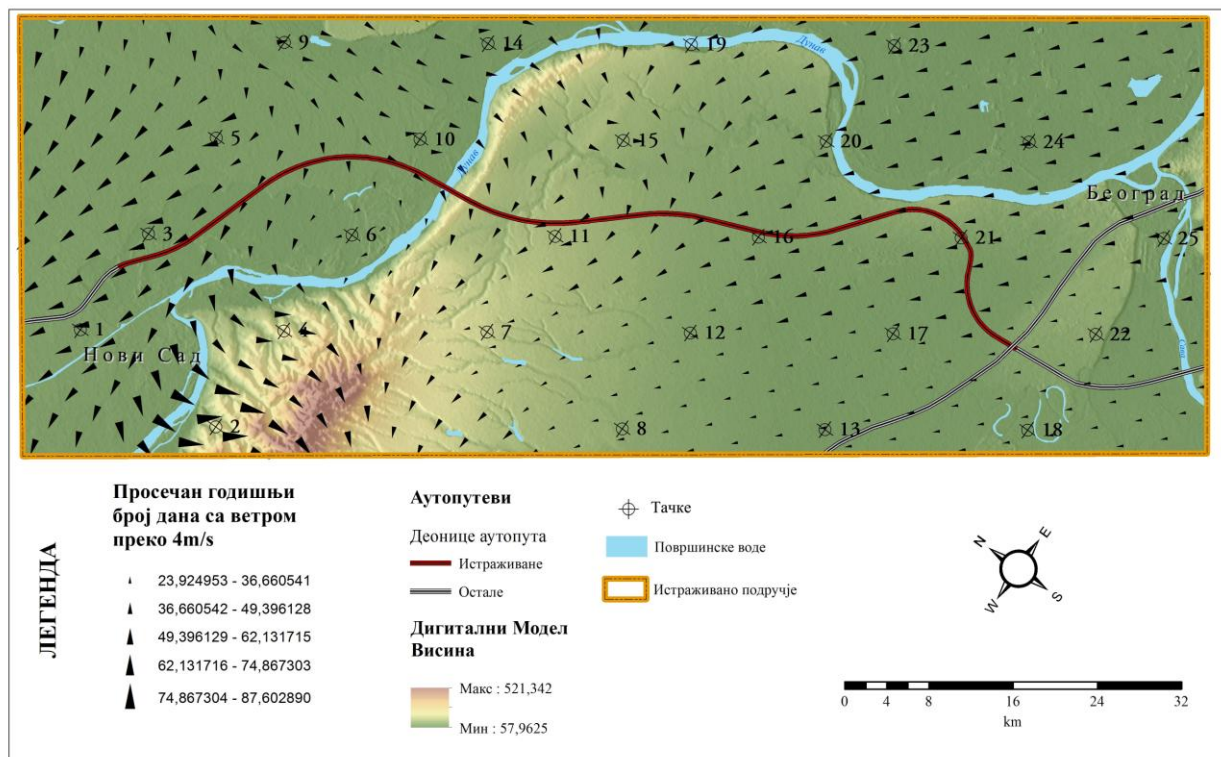 9
14
19
23
Дунав
5
10
15
20
24
Дунав
Београд
3
6
11
16
21
25
1
4
7
12
17
22
Нови Сад
Сава
2
8
13
18
ЛЕГЕНДА
Просечан годишњи
број дана са ветром
преко 4m/s
23,924953 - 36,660541
36,660542 - 49,396128
49,396129 - 62,131715
62,131716 - 74,867303
74,867304 - 87,602890
Аутопутеви
Деонице аутопута
Истраживане
Остале
Дигитални Модел
Висина
Макс : 521,342
Мин : 57,9625
Тачке
Површинске воде
Истраживано подручје
N
E
W
S
0 4 8 16 24 32
km